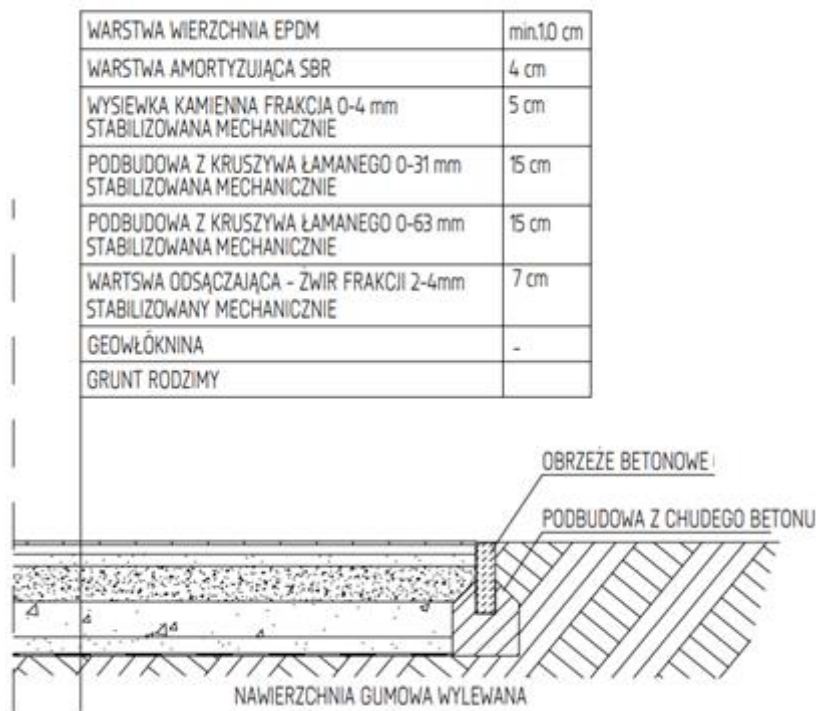 WARSTWA WIERZCHNIA EPDM min.1.0 cm
WARSTWA AMORTYZUJĄCA SBR 4 cm
WYSIEWKA KAMIENNA FRAKCJA 0-4 mm 5 cm
STABILIZOWANA MECHANICZNIE
PODBUDOWA Z KRUSZYWA ŁAMANEGO 0-31 mm 15 cm
STABILIZOWANA MECHANICZNIE
PODBUDOWA Z KRUSZYWA ŁAMANEGO 0-63 mm 15 cm
STABILIZOWANA MECHANICZNIE
WARTSWA ODSĄCZAJĄCA - ŻWIR FRAKCJI 2-4mm 7 cm
STABILIZOWANY MECHANICZNIE
GEOWŁÓKNINA -
GRUNT RODZIMY
OBRZEŻE BETONOWE
PODBUDOWA Z CHUDEGO BETONU
NAWIERZCHNIA GUMOWA WYLEWANA